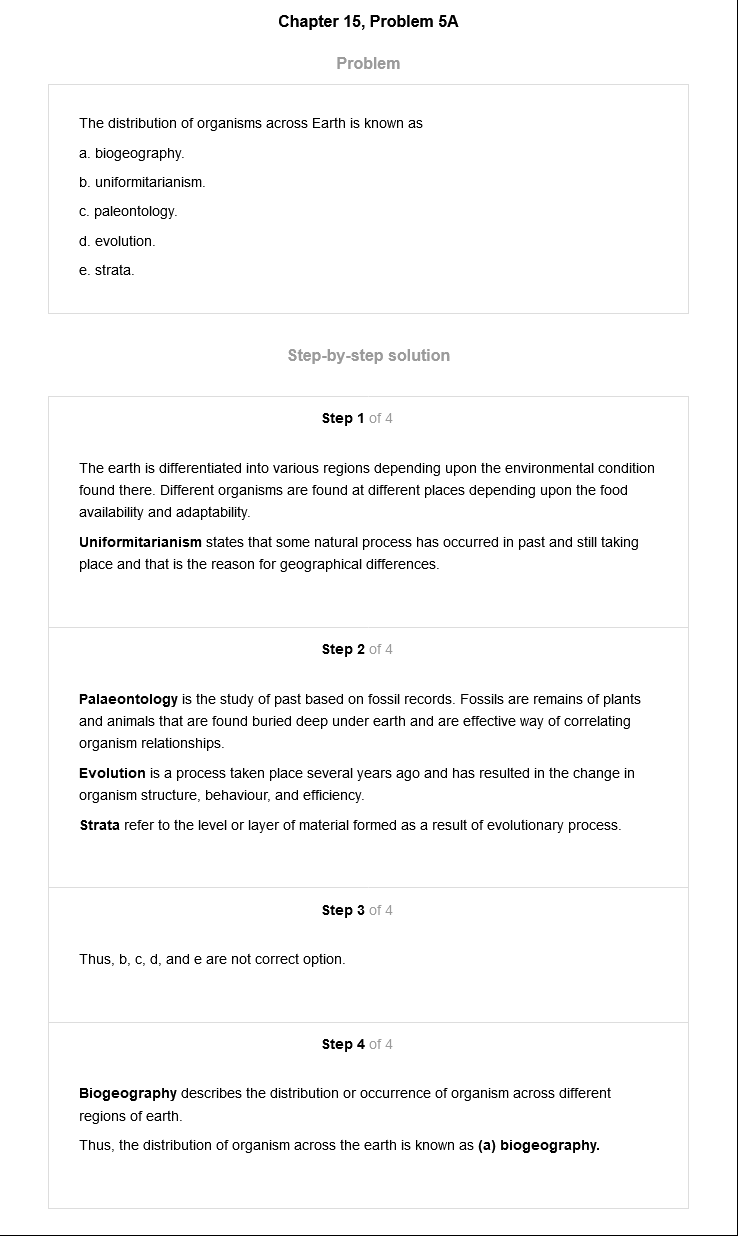 Chapter 15, Problem 5A
Problem
The distribution of organisms across Earth is known as
a. biogeography.
b. uniformitarianism.
c. paleontology.
d. evolution.
e. strata.
Step-by-step solution
Step 1 of 4
The earth is differentiated into various regions depending upon the environmental condition
found there. Different organisms are found at different places depending upon the food
availability and adaptability.
Uniformitarianism states that some natural process has occurred in past and still taking
place and that is the reason for geographical differences.
Step 2 of 4
Palaeontology is the study of past based on fossil records. Fossils are remains of plants
and animals that are found buried deep under earth and are effective way of correlating
organism relationships.
Evolution is a process taken place several years ago and has resulted in the change in
organism structure, behaviour, and efficiency.
Strata refer to the level or layer of material formed as a result of evolutionary process.
Step 3 of 4
Thus, b, c, d, and e are not correct option.
Step 4 of 4
Biogeography describes the distribution or occurrence of organism across different
regions of earth.
Thus, the distribution of organism across the earth is known as (a) biogeography.